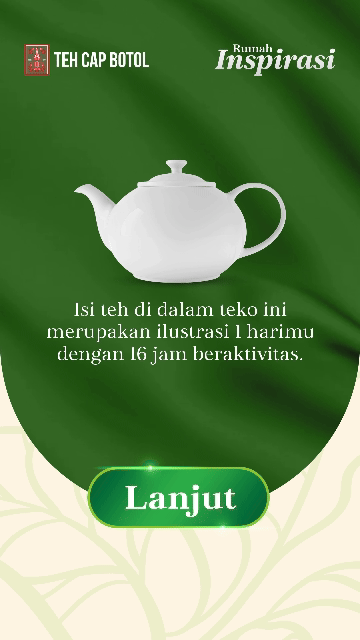 TEH CAP BOTOL
Rumah
Inspirasi
Isi teh di dalam teko ini
merupakan ilustrasi 1 harimu
dengan 16 jam beraktivitas.
Lanjut